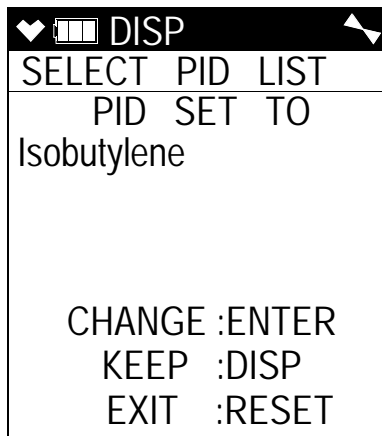 DISP
SELECT PID LIST
PID SET TO
Isobutylene
CHANGE :ENTER
KEEP :DISP
EXIT :RESET